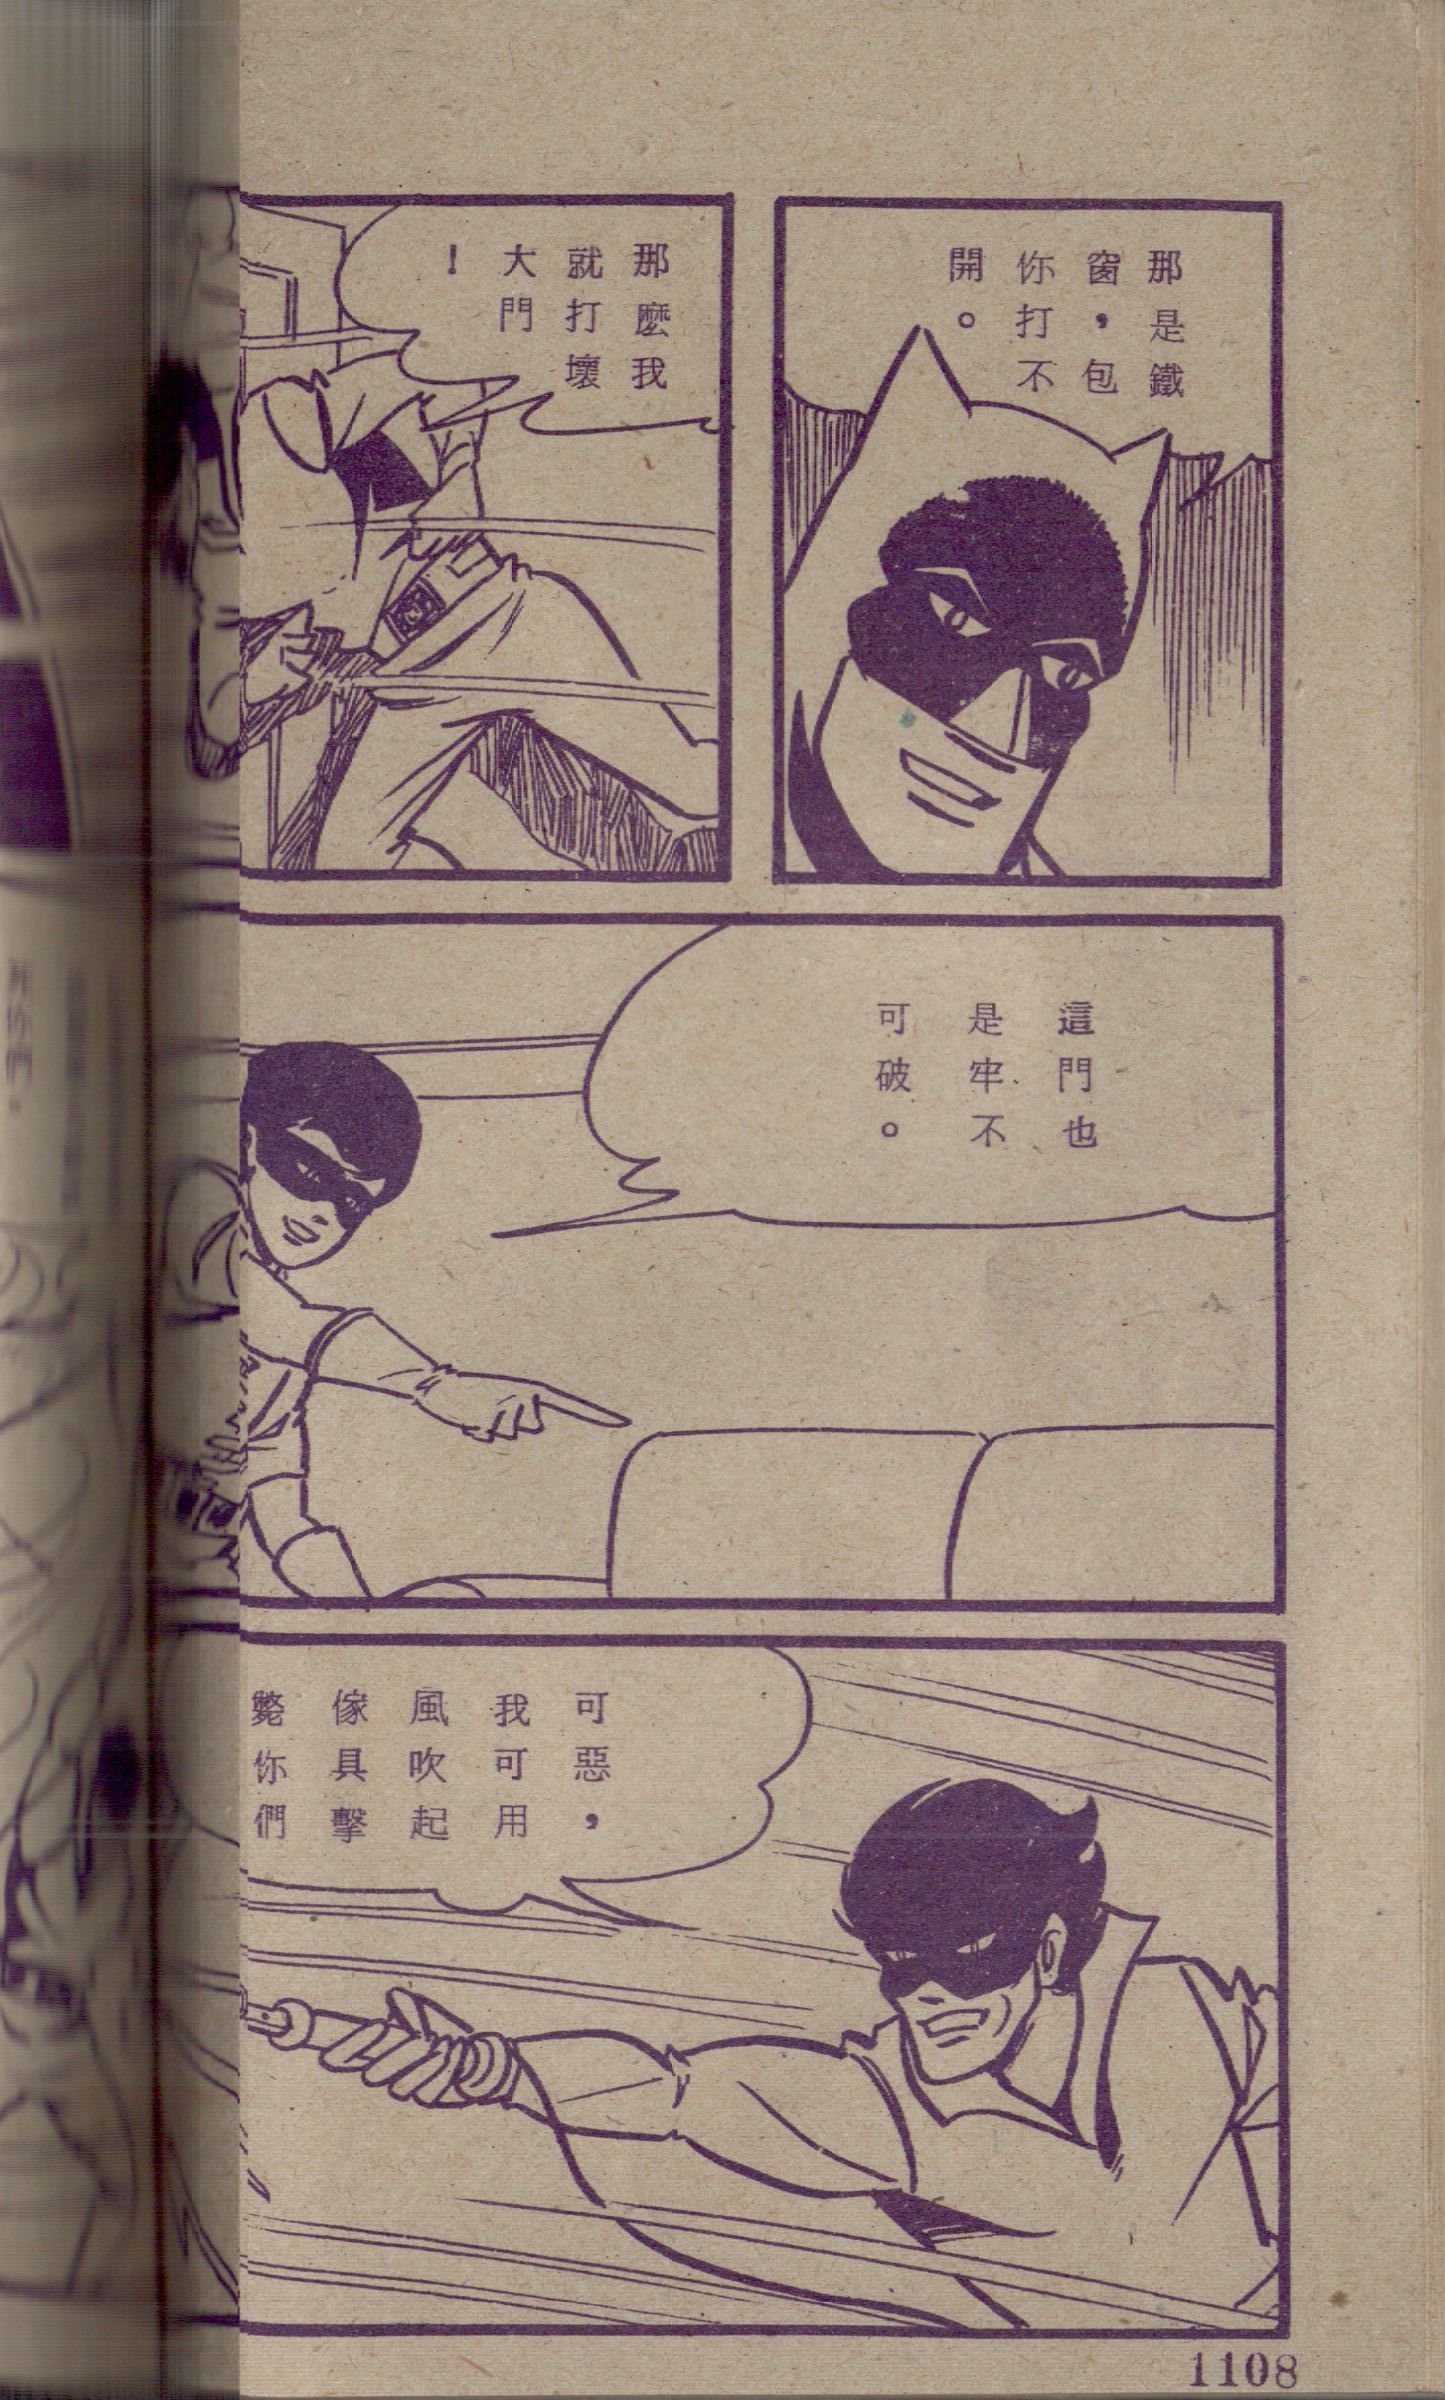 那是鐵
窗，包
你打不
開。
那麼我
就打壞
大門
！
這門也
是牢不
可破。
可惡，
我可用
風吹起
傢具擊
斃你們
1108